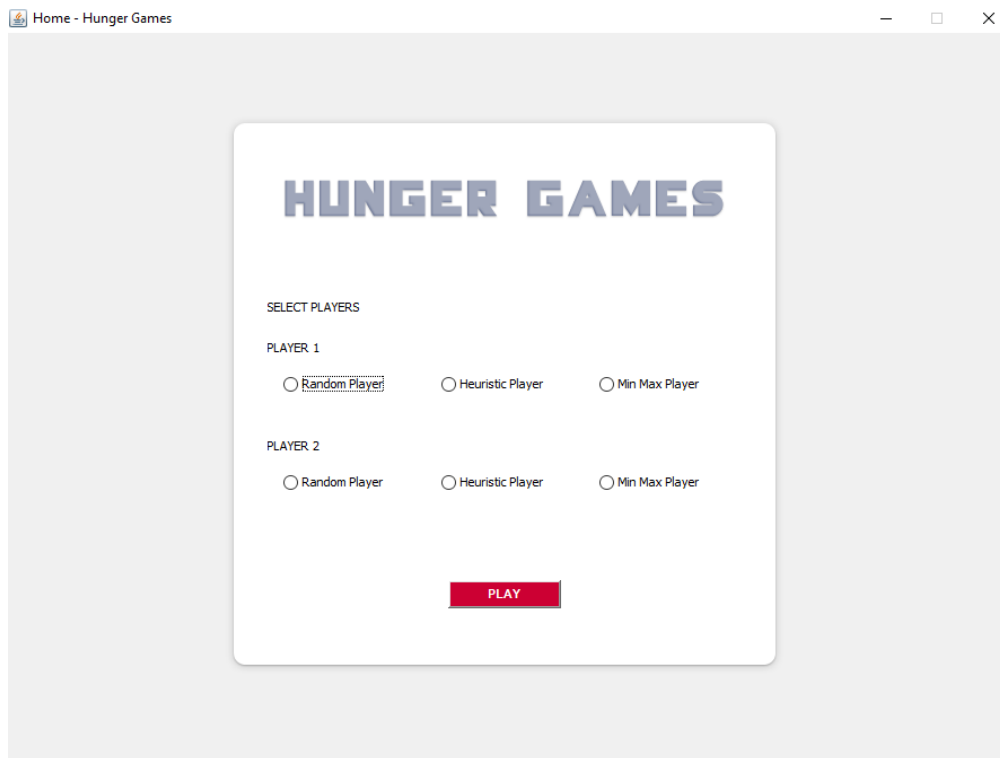 Home - Hunger Games
HUNGER GAMES
SELECT PLAYERS
PLAYER 1
Random Player Heuristic Player Min Max Player
PLAYER 2
Random Player Heuristic Player Min Max Player
PLAY